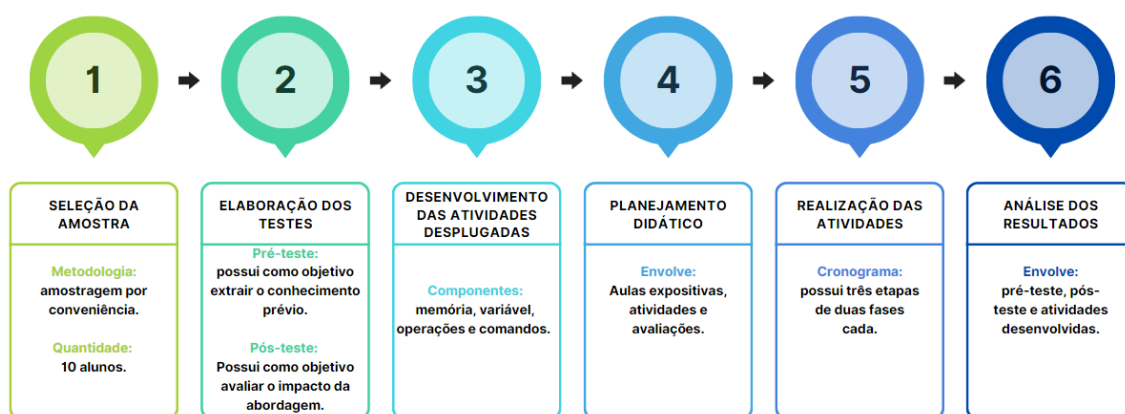 1
2
3
4
5
6
SELEÇÃO DA
AMOSTRA
Metodologia:
amostragem por
conveniência.
Quantidade:
10 alunos.
ELABORAÇÃO DOS
TESTES
Pré-teste:
possui como objetivo
extrair o conhecimento
prévio.
Pós-teste:
Possui como objetivo
avaliar o impacto da
abordagem.
DESENVOLVIMENTO
DAS ATIVIDADES
DESPLUGADAS
Componentes:
memória, variável,
operações e comandos.
PLANEJAMENTO
DIDÁTICO
Envolve:
Aulas expositivas,
atividades e
avaliações.
REALIZAÇÃO DAS
ATIVIDADES
Cronograma:
possui três etapas
de duas fases
cada.
ANÁLISE DOS
RESULTADOS
Envolve:
pré-teste, pós-
teste e atividades
desenvolvidas.